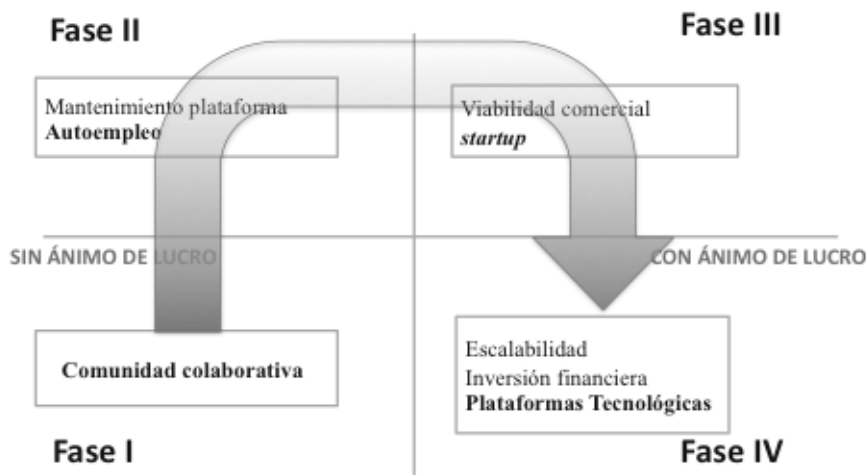 Fase II
Fase III
Mantenimiento plataforma
Autoempleo
Viabilidad comercial
startup
SIN ÁNIMO DE LUCRO
CON ÁNIMO DE LUCRO
Comunidad colaborativa
Escalabilidad
Inversión financiera
Plataformas Tecnológicas
Fase I
Fase IV